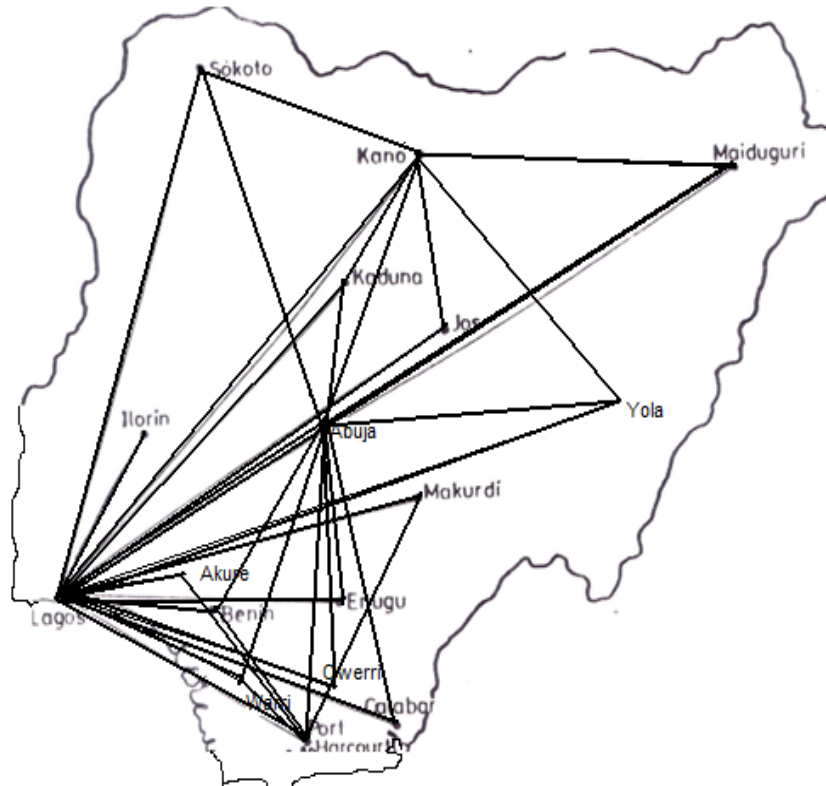 Sokoto
Kano
Maiduguri
Kaduna
Jos
Ilorin
Abuja
Yola
Makurdi
Akure
Lagos
Benin
Enugu
Owerri
Warri
Calabar
Port
Harcourt